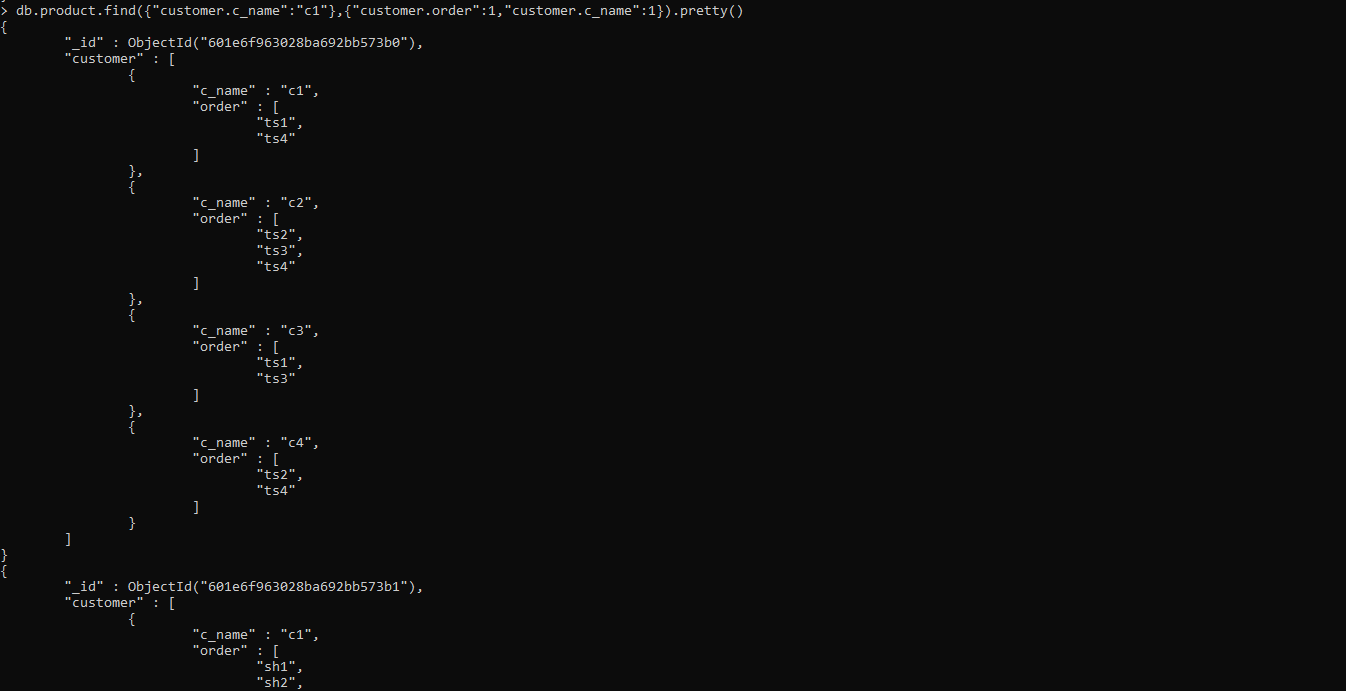 > db.product.find({"customer.c_name":"c1"},{"customer.order":1,"customer.c_name":1}).pretty()
{
        "_id" : ObjectId("601e6f963028ba692bb573b0"),
        "customer" : [
                {
                        "c_name" : "c1",
                        "order" : [
                                "ts1",
                                "ts4"
                        ]
                },
                {
                        "c_name" : "c2",
                        "order" : [
                                "ts2",
                                "ts3",
                                "ts4"
                        ]
                },
                {
                        "c_name" : "c3",
                        "order" : [
                                "ts1",
                                "ts3"
                        ]
                },
                {
                        "c_name" : "c4",
                        "order" : [
                                "ts2",
                                "ts4"
                        ]
                }
        ]
}
{
        "_id" : ObjectId("601e6f963028ba692bb573b1"),
        "customer" : [
                {
                        "c_name" : "c1",
                        "order" : [
                                "sh1",
                                "sh2",